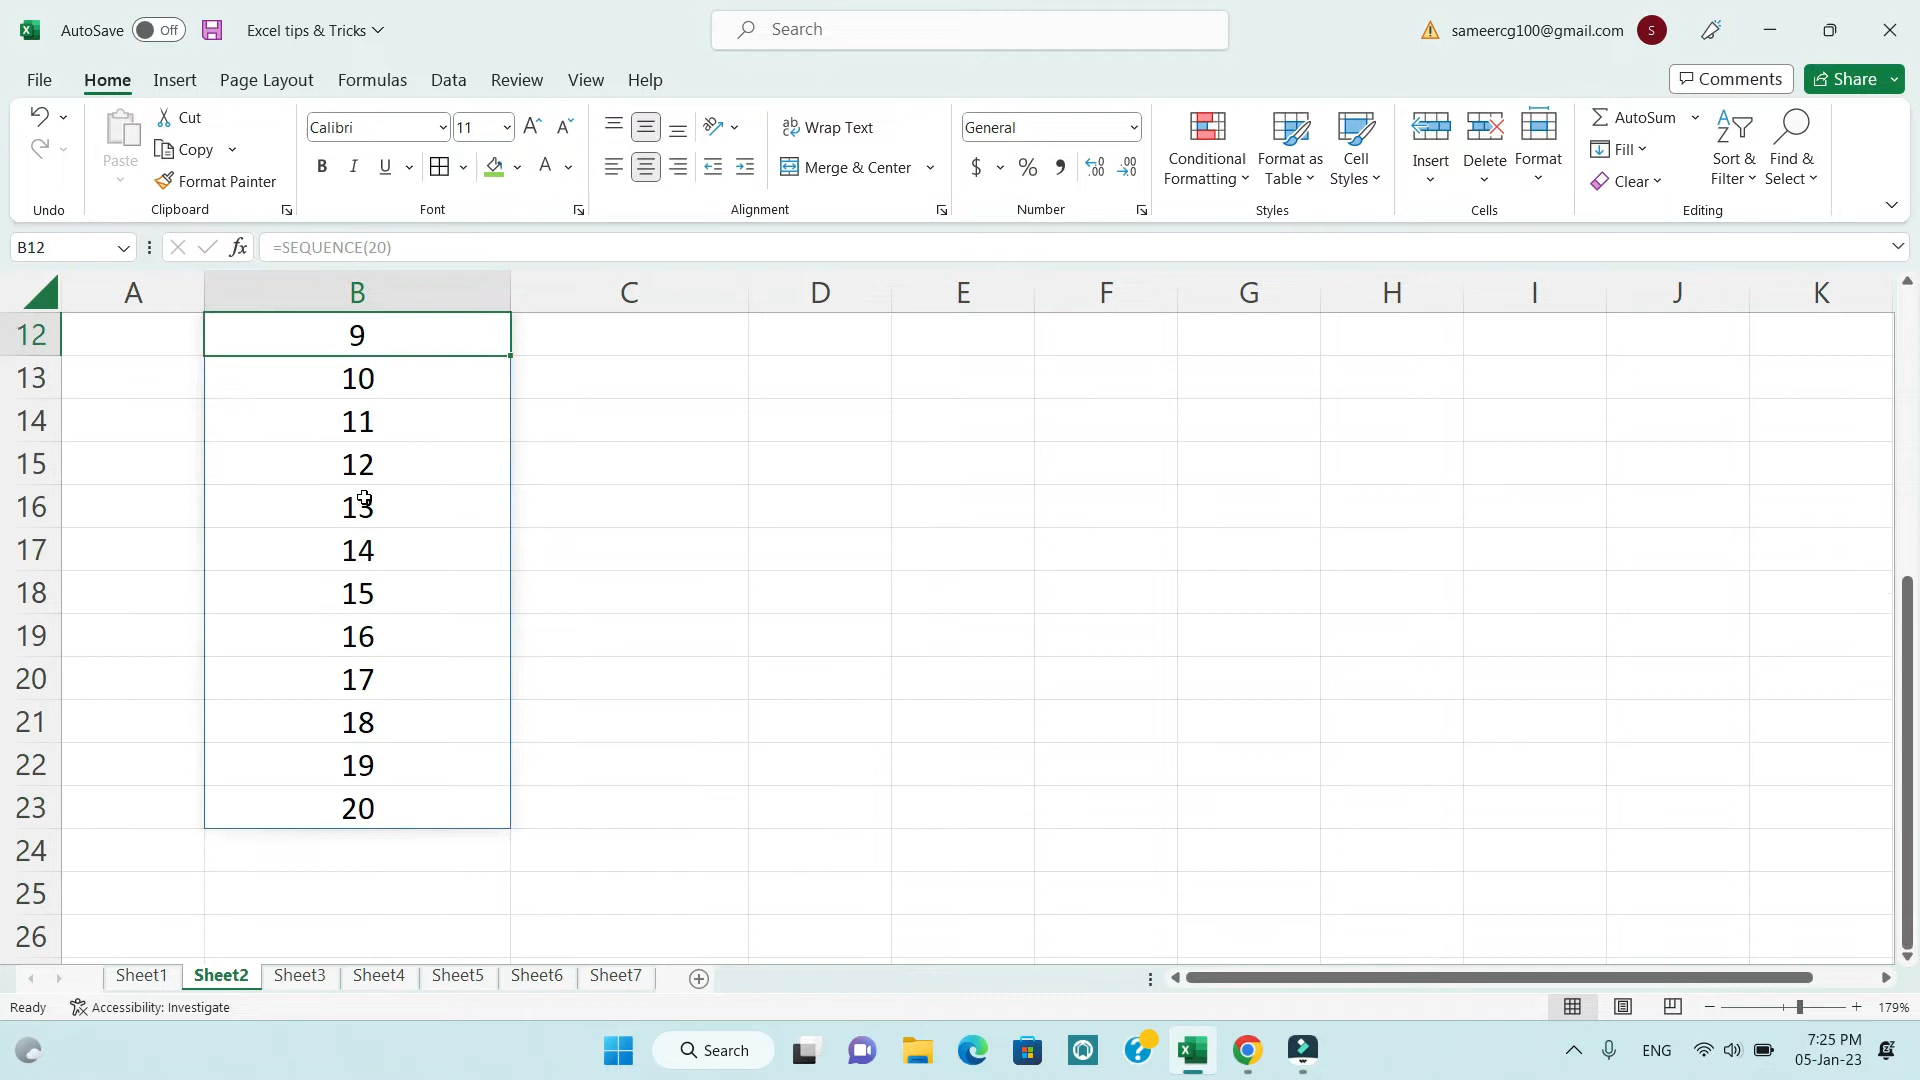 AutoSave Off Excel tips & Tricks Search sameercg100@gmail.com S
File Home Insert Page Layout Formulas Data Review View Help Comments Share
Paste
Cut
Copy
Format Painter
Calibri 11
B I U
Wrap Text
Merge & Center
General
$ %
Conditional Formatting
Format as Table
Cell Styles
Insert
Delete
Format
AutoSum
Fill
Clear
Sort & Filter
Find & Select
Undo Clipboard Font Alignment Number Styles Cells Editing
B12 fx =SEQUENCE(20)
A B C D E F G H I J K
12 9
13 10
14 11
15 12
16 13
17 14
18 15
19 16
20 17
21 18
22 19
23 20
24
25
26
Sheet1 Sheet2 Sheet3 Sheet4 Sheet5 Sheet6 Sheet7
Ready Accessibility: Investigate 179%
Search ENG 7:25 PM
05-Jan-23